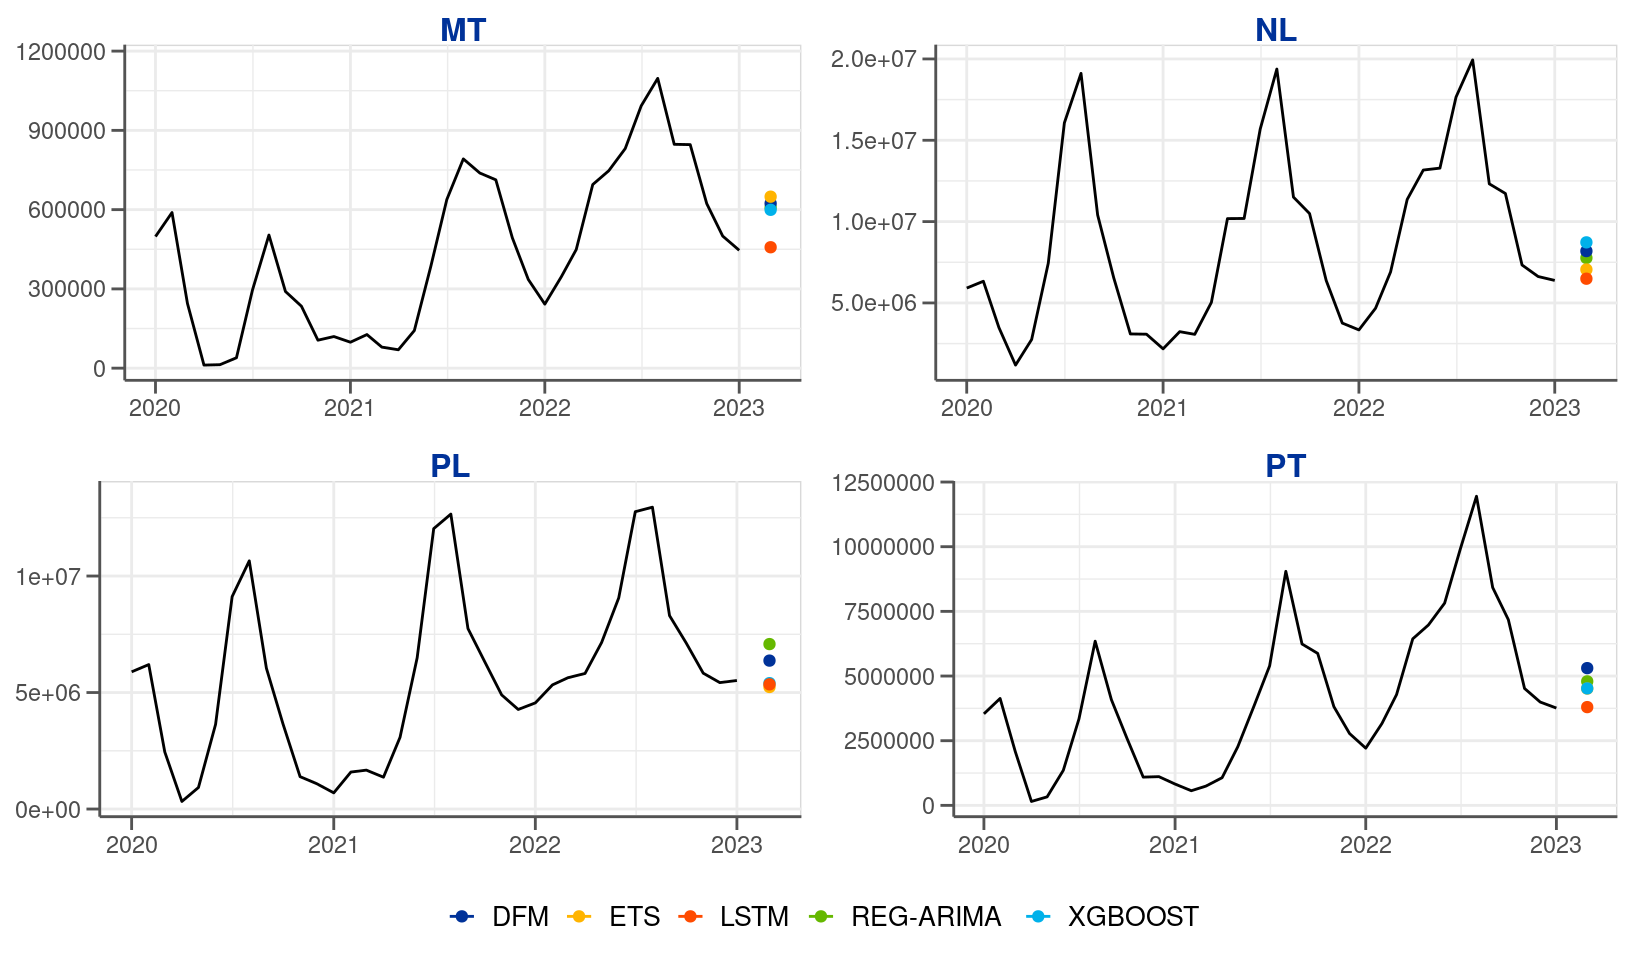 MT
1200000
900000
600000
300000
0
2020 2021 2022 2023
NL
2.0e+07
1.5e+07
1.0e+07
5.0e+06
2020 2021 2022 2023
PL
1e+07
5e+06
0e+00
2020 2021 2022 2023
PT
12500000
10000000
7500000
5000000
2500000
0
2020 2021 2022 2023
DFM ETS LSTM REG-ARIMA XGBOOST